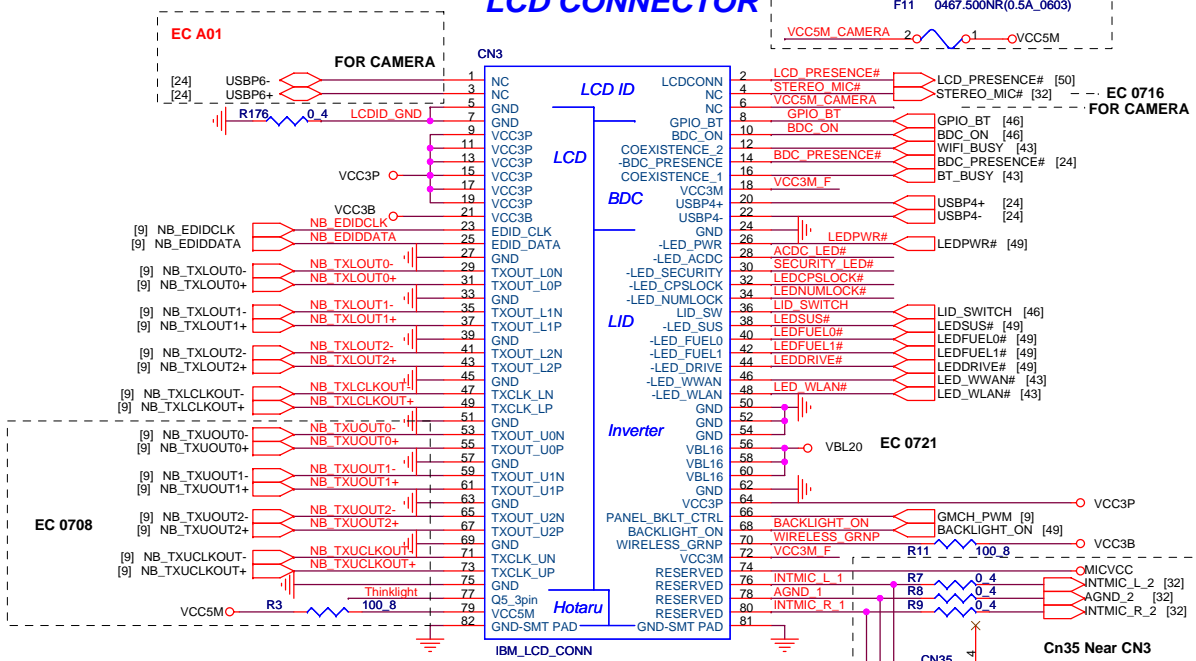 LCD CONNECTOR
F11 0467.500NR(0.5A_0603)
VCC5M_CAMERA 2 1 VCC5M
EC A01
FOR CAMERA
CN3
[24] USBP6- 1 NC
[24] USBP6+ 3 NC
5 GND
R176 0_4 LCDID_GND 7 GND
9 VCC3P
11 VCC3P
13 VCC3P
VCC3P 15 VCC3P
17 VCC3P
19 VCC3P
VCC3B 21 VCC3B
[9] NB_EDIDCLK NB_EDIDCLK 23 EDID_CLK
[9] NB_EDIDDATA NB_EDIDDATA 25 EDID_DATA
27 GND
[9] NB_TXLOUT0- NB_TXLOUT0- 29 TXOUT_L0N
[9] NB_TXLOUT0+ NB_TXLOUT0+ 31 TXOUT_L0P
33 GND
[9] NB_TXLOUT1- NB_TXLOUT1- 35 TXOUT_L1N
[9] NB_TXLOUT1+ NB_TXLOUT1+ 37 TXOUT_L1P
39 GND
[9] NB_TXLOUT2- NB_TXLOUT2- 41 TXOUT_L2N
[9] NB_TXLOUT2+ NB_TXLOUT2+ 43 TXOUT_L2P
45 GND
[9] NB_TXLCLKOUT- NB_TXLCLKOUT- 47 TXCLK_LN
[9] NB_TXLCLKOUT+ NB_TXLCLKOUT+ 49 TXCLK_LP
51 GND
[9] NB_TXUOUT0- NB_TXUOUT0- 53 TXOUT_U0N
[9] NB_TXUOUT0+ NB_TXUOUT0+ 55 TXOUT_U0P
57 GND
[9] NB_TXUOUT1- NB_TXUOUT1- 59 TXOUT_U1N
[9] NB_TXUOUT1+ NB_TXUOUT1+ 61 TXOUT_U1P
63 GND
EC 0708
[9] NB_TXUOUT2- NB_TXUOUT2- 65 TXOUT_U2N
[9] NB_TXUOUT2+ NB_TXUOUT2+ 67 TXOUT_U2P
69 GND
[9] NB_TXUCLKOUT- NB_TXUCLKOUT- 71 TXCLK_UN
[9] NB_TXUCLKOUT+ NB_TXUCLKOUT+ 73 TXCLK_UP
75 GND
Thinklight 77 Q5_3pin
VCC5M R3 100_8 79 VCC5M
82 GND-SMT PAD
IBM_LCD_CONN
LCD ID
LCD
BDC
LID
Inverter
Hotaru
LCDCONN 2 LCD_PRESENCE# LCD_PRESENCE# [50]
NC 4 STEREO_MIC# STEREO_MIC# [32]
EC 0716
NC 6 VCC5M_CAMERA
FOR CAMERA
GPIO_BT 8 GPIO_BT GPIO_BT [46]
BDC_ON 10 BDC_ON BDC_ON [46]
COEXISTENCE_2 12 WIFI_BUSY [43]
-BDC_PRESENCE 14 BDC_PRESENCE# BDC_PRESENCE# [24]
COEXISTENCE_1 16 BT_BUSY [43]
VCC3M 18 VCC3M_F
USBP4+ 20 USBP4+ [24]
USBP4- 22 USBP4- [24]
GND 24
-LED_PWR 26 LEDPWR# LEDPWR# [49]
-LED_ACDC 28 ACDC_LED#
-LED_SECURITY 30 SECURITY_LED#
-LED_CPSLOCK 32 LEDCPSLOCK#
-LED_NUMLOCK 34 LEDNUMLOCK#
LID_SW 36 LID_SWITCH LID_SWITCH [46]
-LED_SUS 38 LEDSUS# LEDSUS# [49]
-LED_FUEL0 40 LEDFUEL0# LEDFUEL0# [49]
-LED_FUEL1 42 LEDFUEL1# LEDFUEL1# [49]
-LED_DRIVE 44 LEDDRIVE# LEDDRIVE# [49]
-LED_WWAN 46 LED_WWAN# [43]
-LED_WLAN 48 LED_WLAN# LED_WLAN# [43]
GND 50
GND 52
GND 54
VBL16 56 VBL20 EC 0721
VBL16 58
VBL16 60
GND 62
VCC3P 64 VCC3P
PANEL_BKLT_CTRL 66 GMCH_PWM [9]
BACKLIGHT_ON 68 BACKLIGHT_ON BACKLIGHT_ON [49]
WIRELESS_GRNP 70 WIRELESS_GRNP R11 100_8 VCC3B
VCC3M 72 VCC3M_F
RESERVED 74 MICVCC
RESERVED 76 INTMIC_L_1 R7 0_4 INTMIC_L_2 [32]
RESERVED 78 AGND_1 R8 0_4 AGND_2 [32]
RESERVED 80 INTMIC_R_1 R9 0_4 INTMIC_R_2 [32]
GND-SMT PAD 81
Cn35 Near CN3
CN35 4